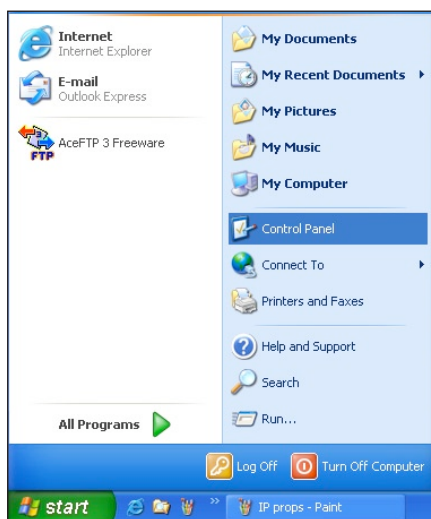 Internet
Internet Explorer
E-mail
Outlook Express
3
FTP
AceFTP 3 Freeware
All Programs
My Documents
My Recent Documents
My Pictures
My Music
My Computer
Control Panel
Connect To
Printers and Faxes
Help and Support
Search
Run...
Log Off
Turn Off Computer
start
IP props - Paint